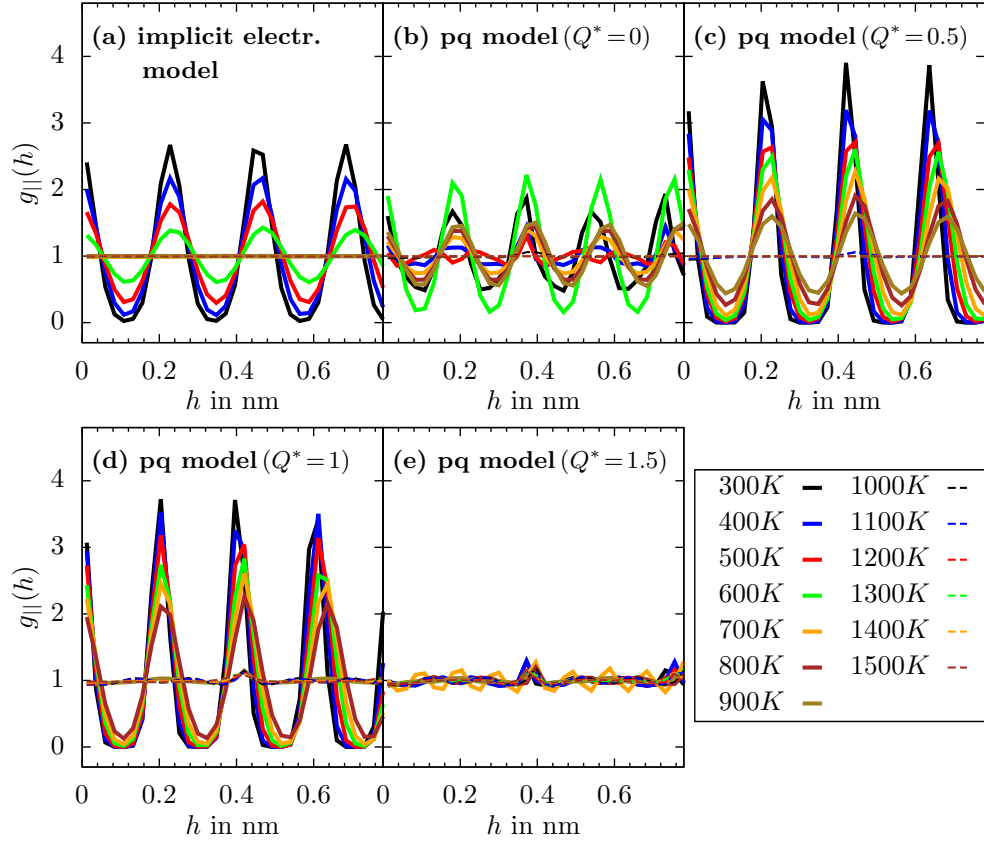 (a) implicit electr.
model
(b) pq model (Q* = 0)
(c) pq model (Q* = 0.5)
4
3
2
1
0
g||(h)
0 0.2 0.4 0.6 0 0.2 0.4 0.6 0 0.2 0.4 0.6
h in nm h in nm h in nm
(d) pq model (Q* = 1)
(e) pq model (Q* = 1.5)
4
3
2
1
0
g||(h)
0 0.2 0.4 0.6 0 0.2 0.4 0.6
h in nm h in nm
300K 1000K
400K 1100K
500K 1200K
600K 1300K
700K 1400K
800K 1500K
900K